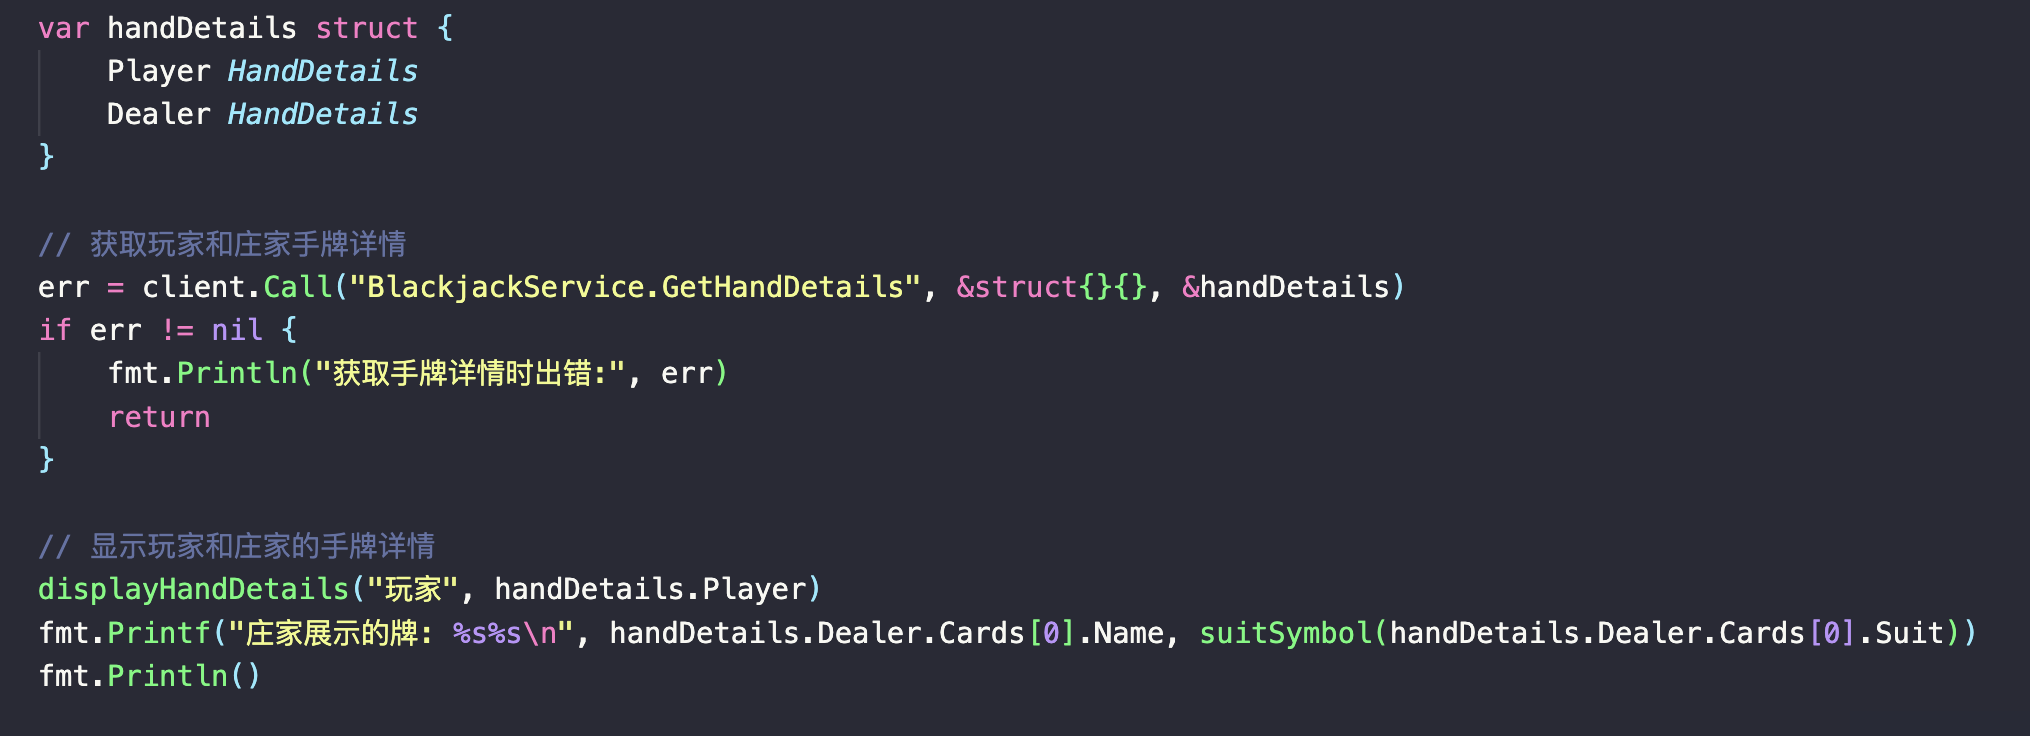 var handDetails struct {
    Player HandDetails
    Dealer HandDetails
}

// 获取玩家和庄家手牌详情
err = client.Call("BlackjackService.GetHandDetails", &struct{}{}, &handDetails)
if err != nil {
    fmt.Println("获取手牌详情时出错:", err)
    return
}

// 显示玩家和庄家的手牌详情
displayHandDetails("玩家", handDetails.Player)
fmt.Printf("庄家展示的牌: %s%s\n", handDetails.Dealer.Cards[0].Name, suitSymbol(handDetails.Dealer.Cards[0].Suit))
fmt.Println()